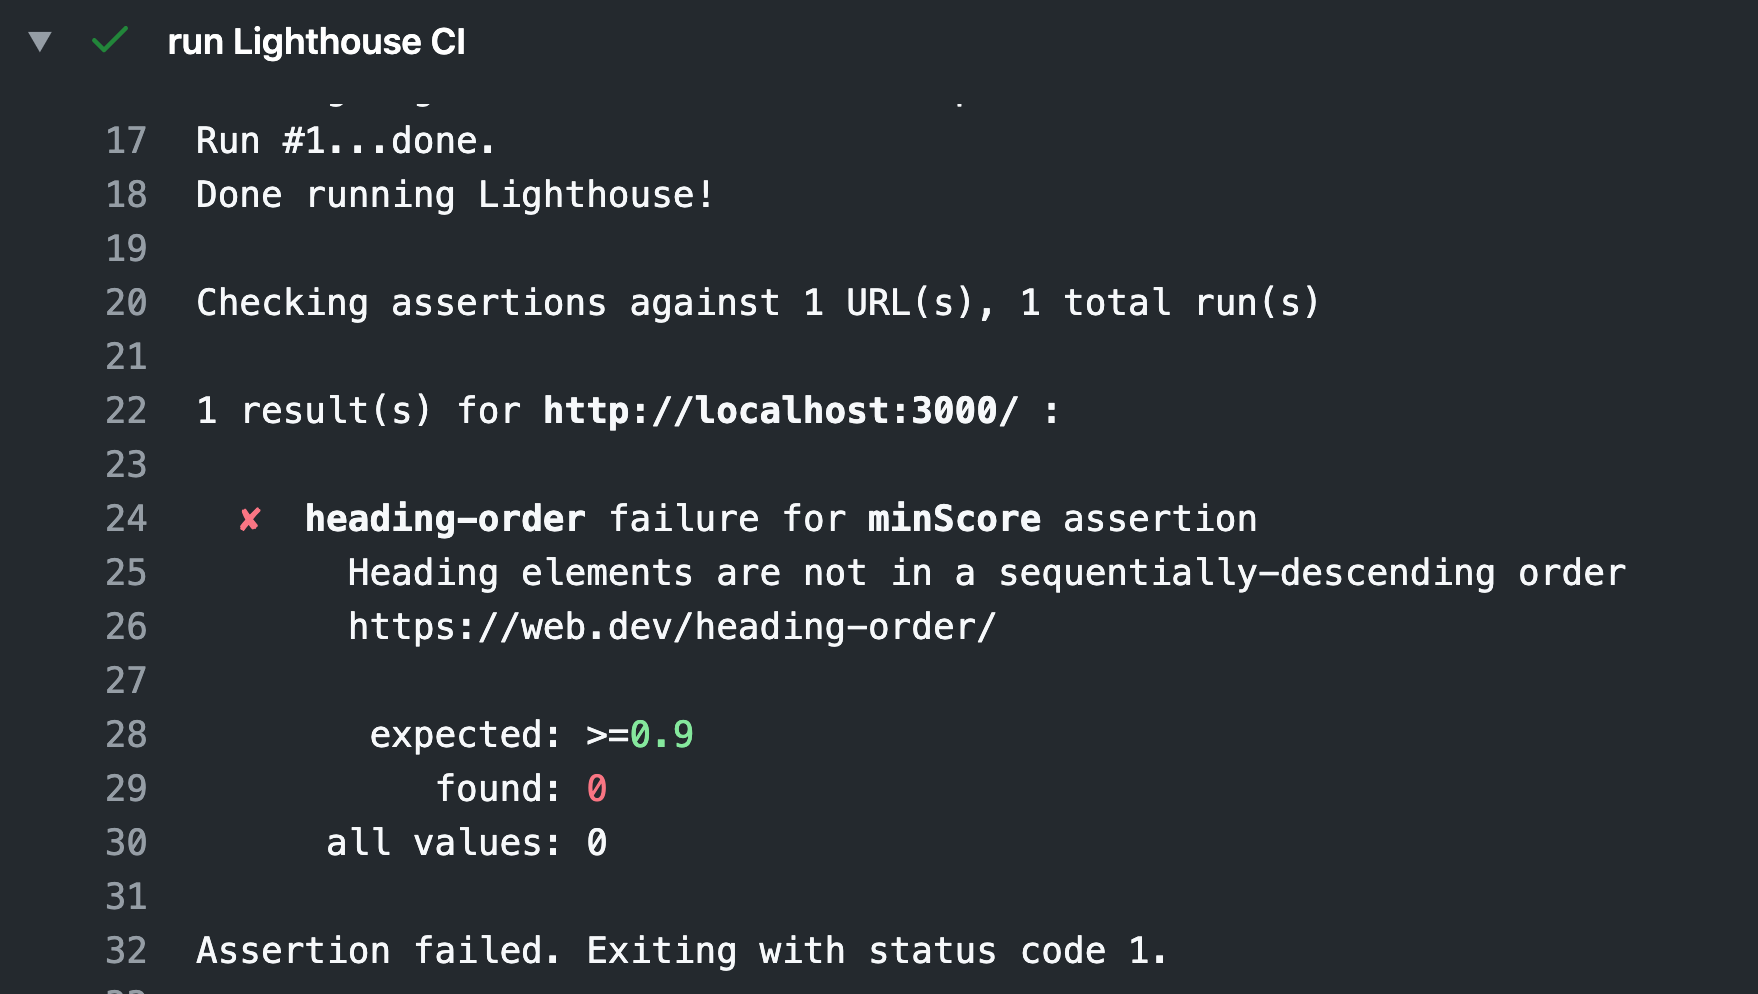 run Lighthouse CI
17 Run #1...done.
18 Done running Lighthouse!
19
20 Checking assertions against 1 URL(s), 1 total run(s)
21
22 1 result(s) for http://localhost:3000/ :
23
24 ✘ heading-order failure for minScore assertion
25 Heading elements are not in a sequentially-descending order
26 https://web.dev/heading-order/
27
28 expected: >=0.9
29 found: 0
30 all values: 0
31
32 Assertion failed. Exiting with status code 1.